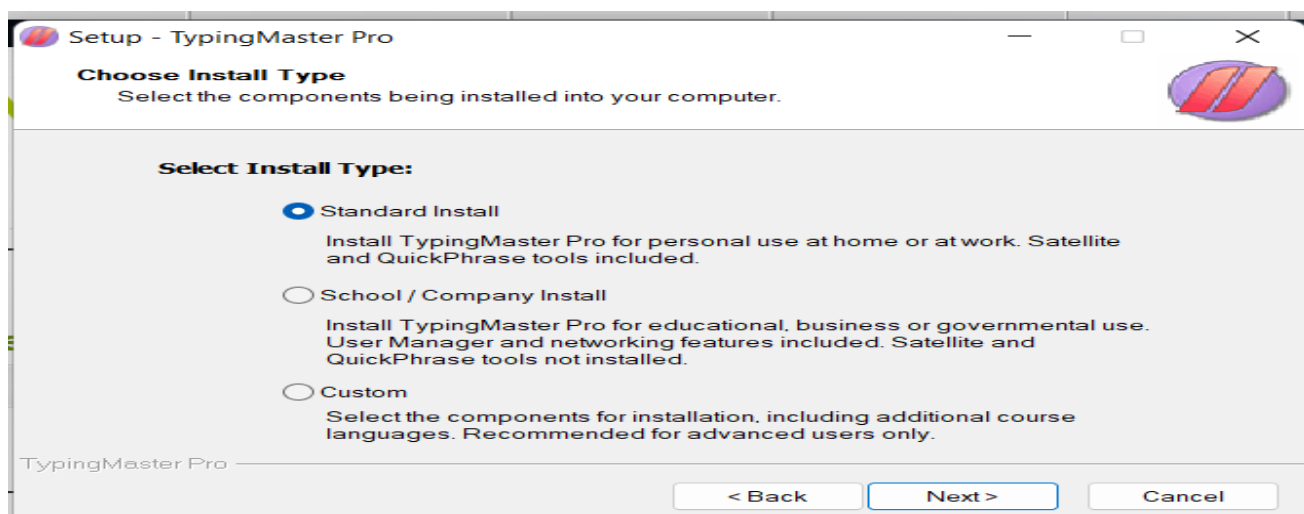 Setup - TypingMaster Pro
Choose Install Type
Select the components being installed into your computer.
Select Install Type:
Standard Install
Install TypingMaster Pro for personal use at home or at work. Satellite
and QuickPhrase tools included.
School / Company Install
Install TypingMaster Pro for educational, business or governmental use.
User Manager and networking features included. Satellite and
QuickPhrase tools not installed.
Custom
Select the components for installation, including additional course
languages. Recommended for advanced users only.
TypingMaster Pro
< Back Next > Cancel